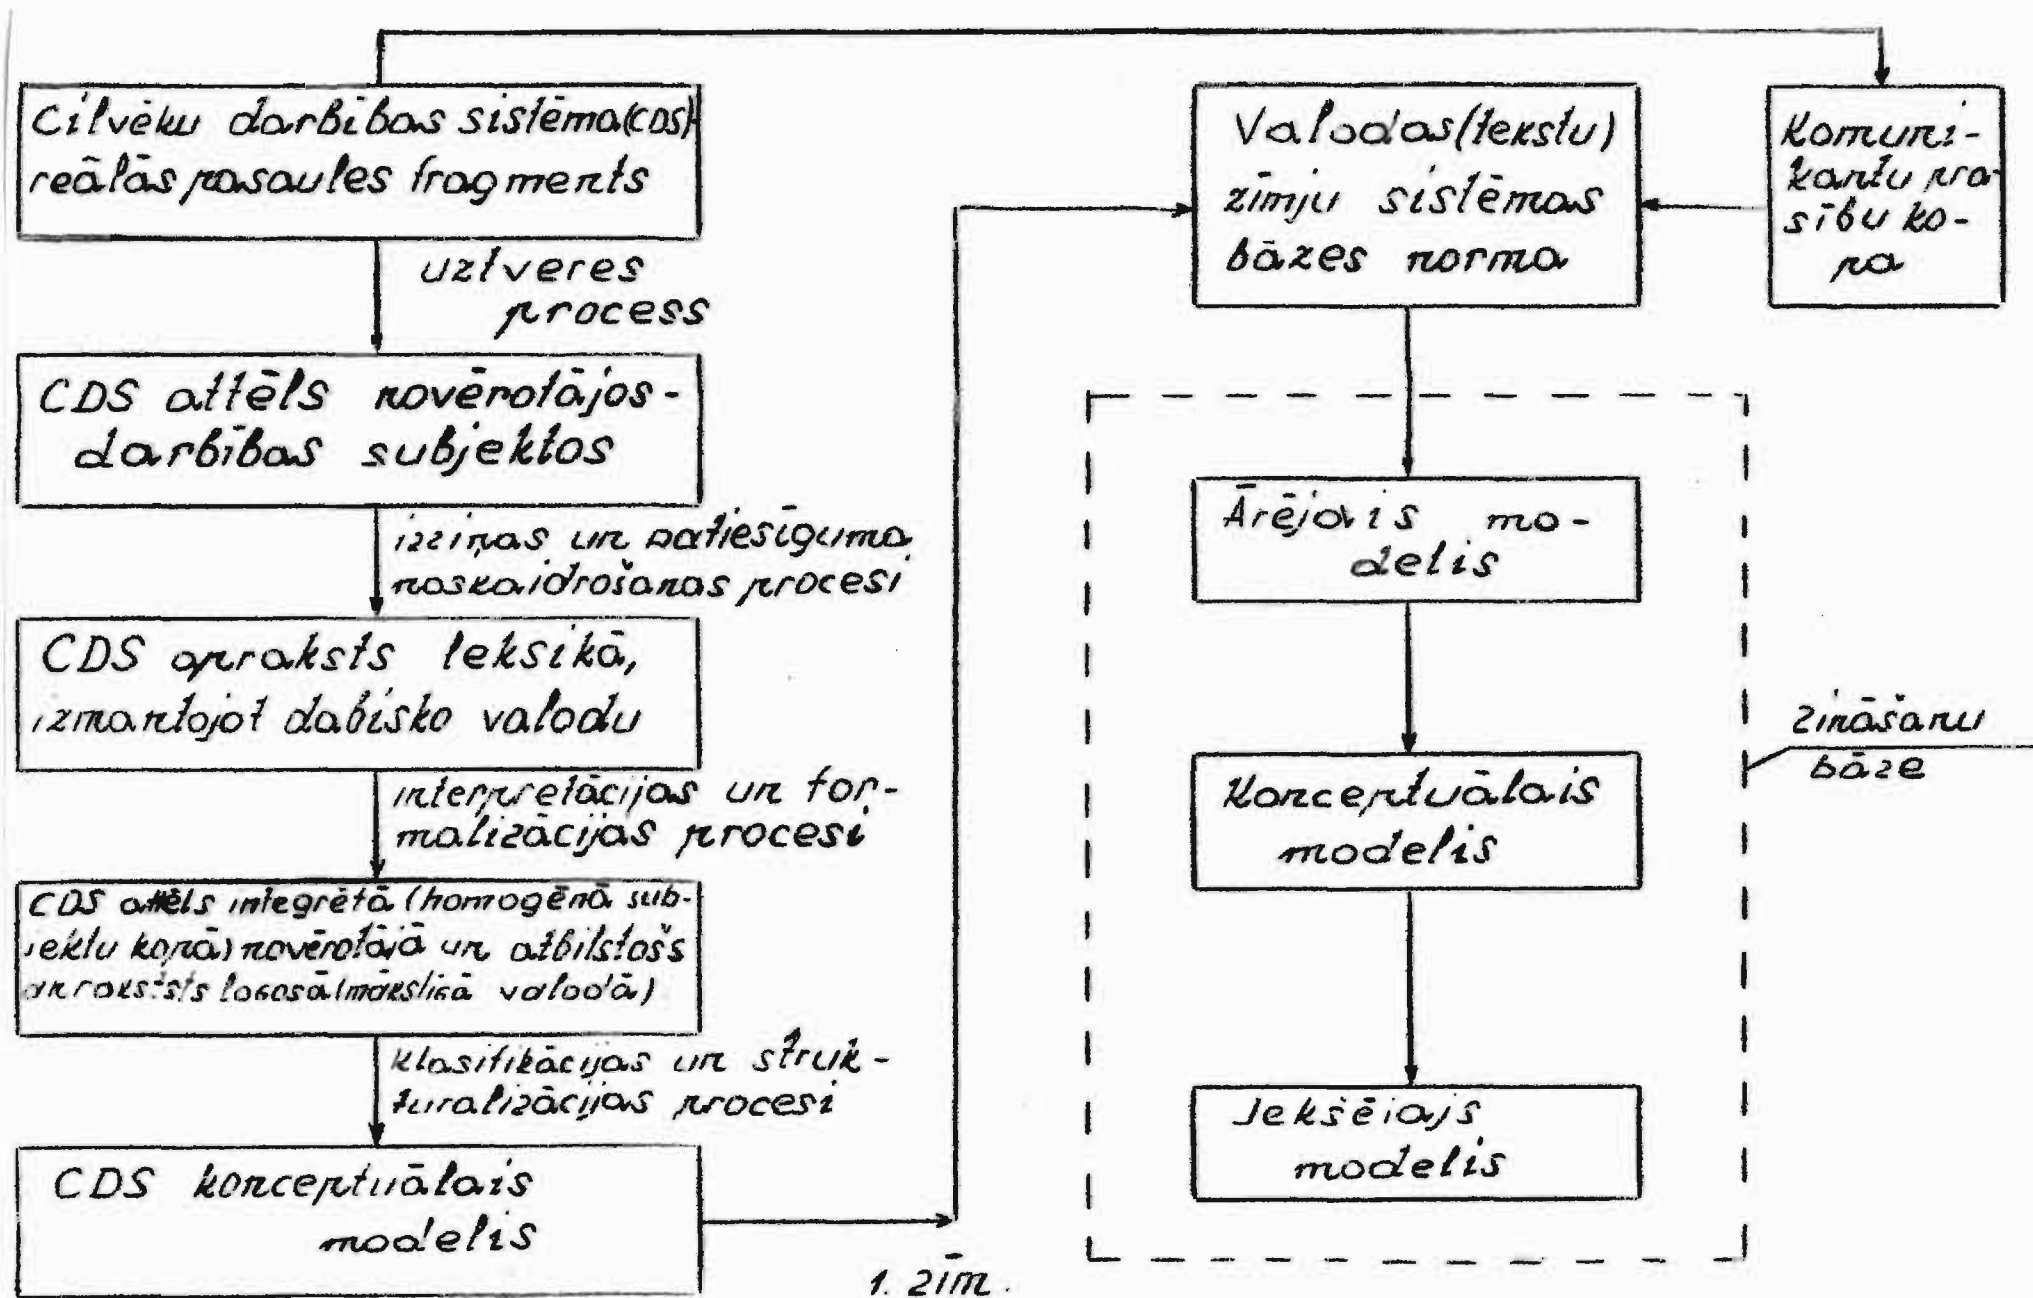 Cilvēku darbības sistēma (CDS)
reālās pasaules fragments
uztveres
process
CDS attēls novērotājos-
darbības subjektos
izziņas un patiesīguma
noskaidrošanas procesi
CDS apraksts leksikā,
izmantojot dabisko valodu
interpretācijas un for-
malizācijas procesi
CDS attēls integrētā (homogēnā sub-
jektu kopā) novērotājā un atbilstošs
apraksts logosā (mākslīgā valodā)
klasifikācijas un struk-
turalizācijas procesi
CDS konceptuālais
modelis
Valodas (tekstu)
zīmju sistēmas
bāzes norma
Komuni-
kantu pra-
sību ko-
pa
Ārējais mo-
delis
Konceptuālais
modelis
Iekšējais
modelis
Zināšanu
bāze
1. zīm.